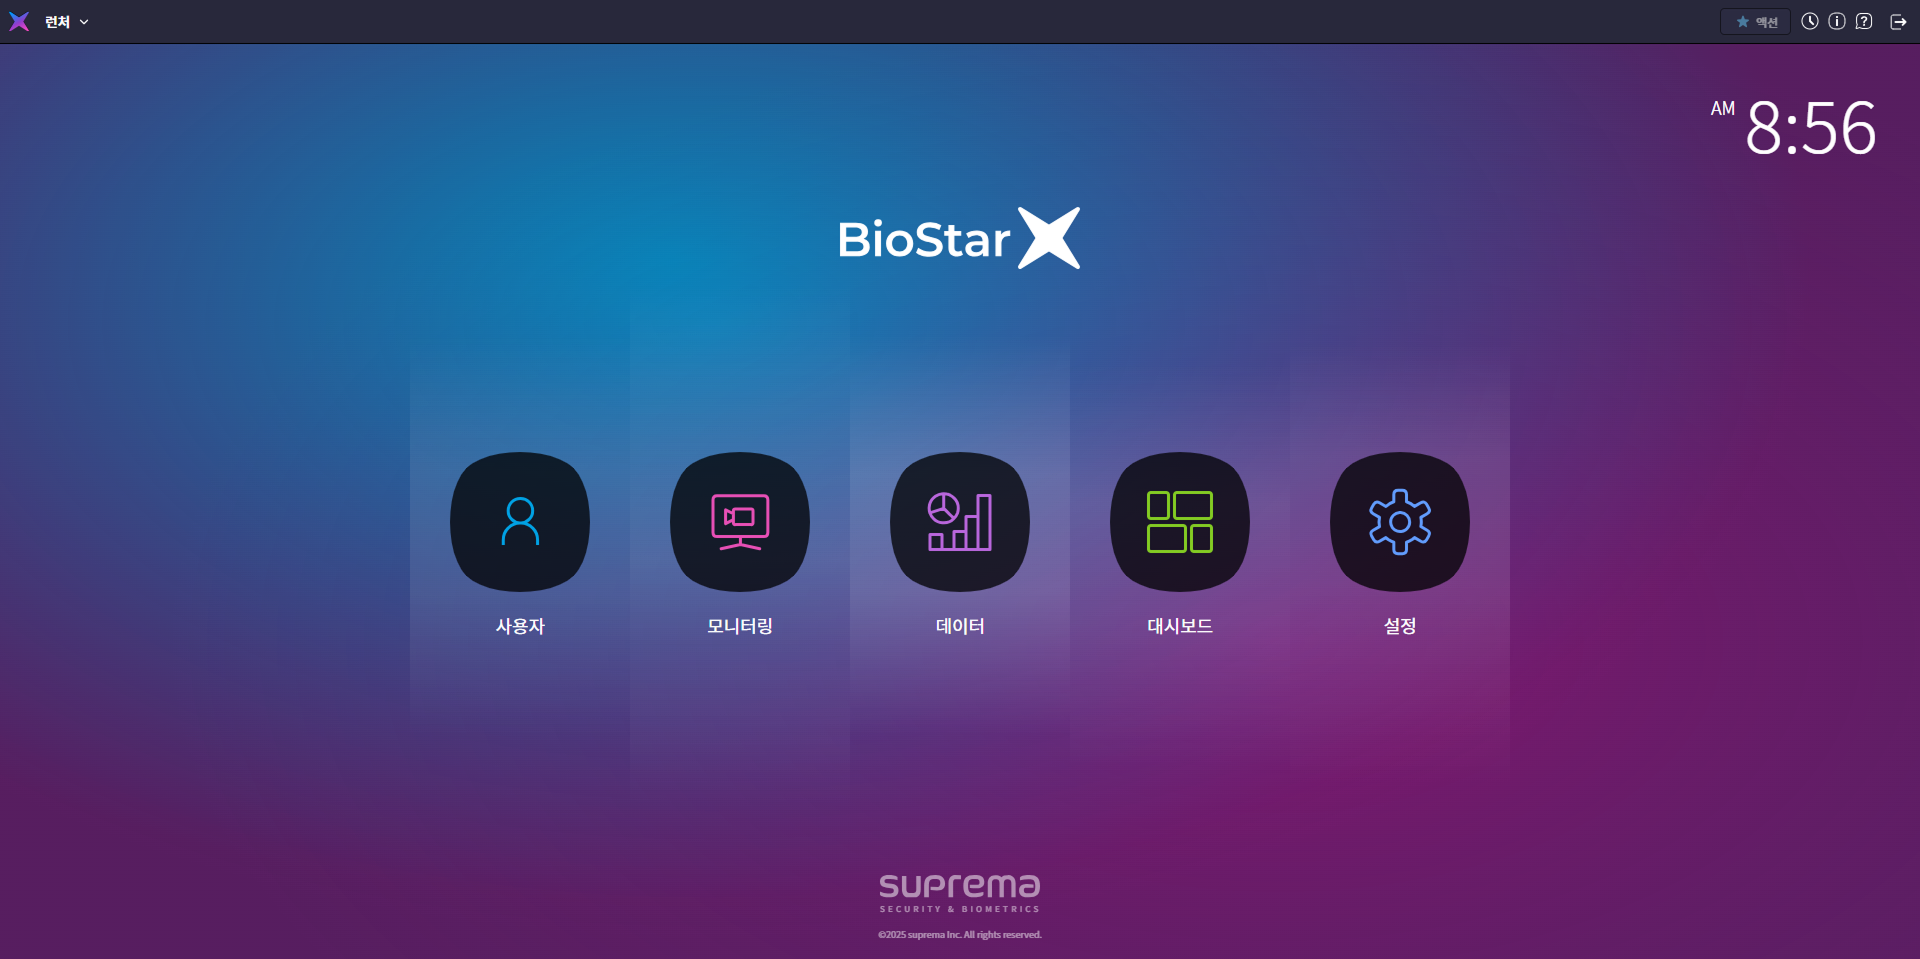 런처
액션
AM 8:56
BioStar X
사용자
모니터링
데이터
대시보드
설정
suprema
SECURITY & BIOMETRICS
©2025 suprema Inc. All rights reserved.